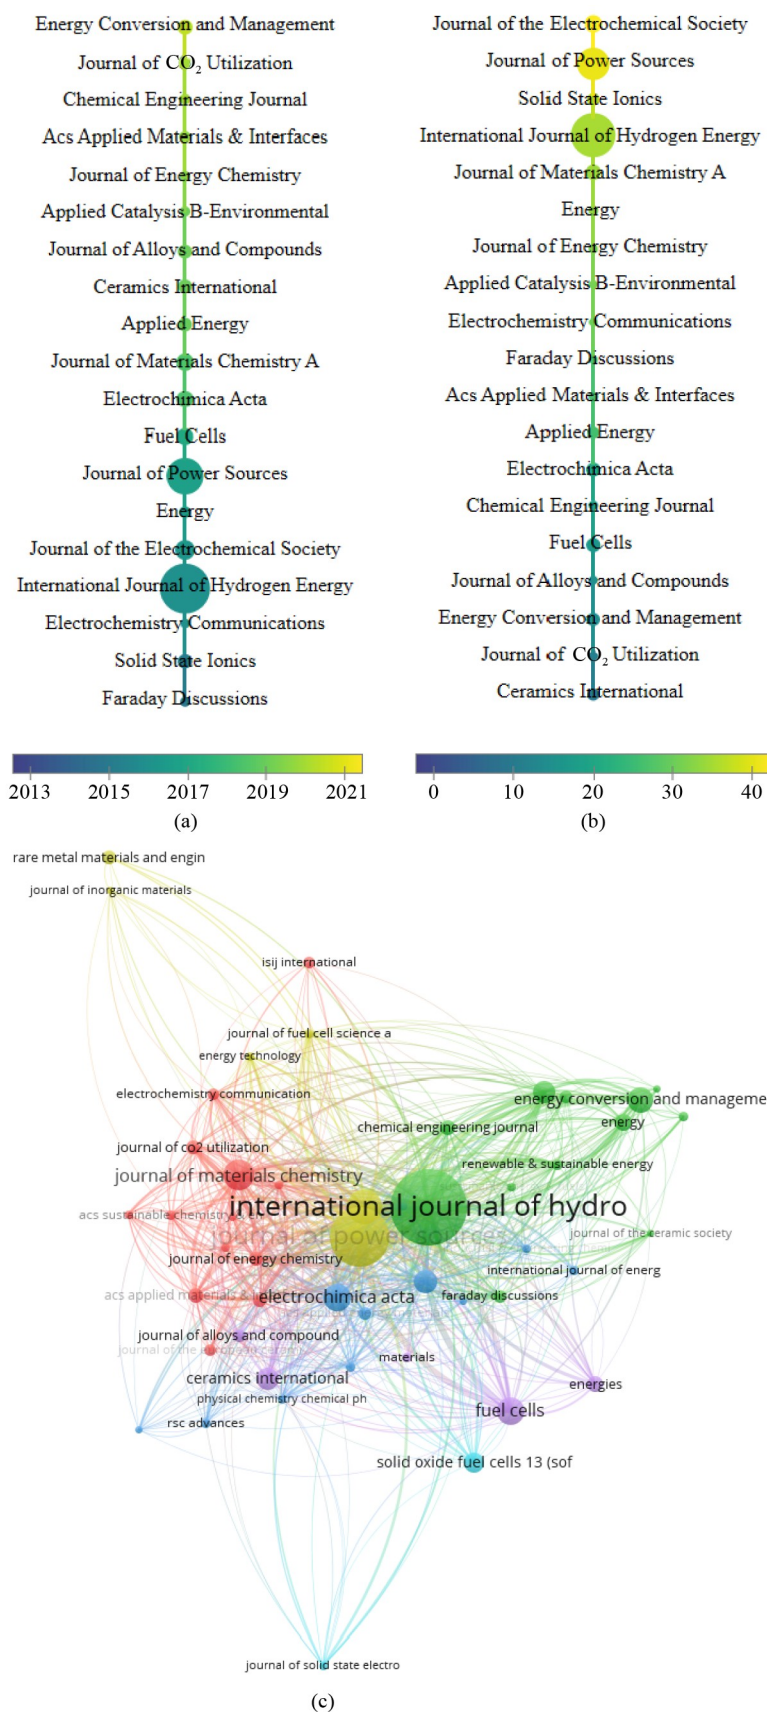 Energy Conversion and Management
Journal of CO₂ Utilization
Chemical Engineering Journal
Acs Applied Materials & Interfaces
Journal of Energy Chemistry
Applied Catalysis B-Environmental
Journal of Alloys and Compounds
Ceramics International
Applied Energy
Journal of Materials Chemistry A
Electrochimica Acta
Fuel Cells
Journal of Power Sources
Energy
Journal of the Electrochemical Society
International Journal of Hydrogen Energy
Electrochemistry Communications
Solid State Ionics
Faraday Discussions
2013 2015 2017 2019 2021
(a)
Journal of the Electrochemical Society
Journal of Power Sources
Solid State Ionics
International Journal of Hydrogen Energy
Journal of Materials Chemistry A
Energy
Journal of Energy Chemistry
Applied Catalysis B-Environmental
Electrochemistry Communications
Faraday Discussions
Acs Applied Materials & Interfaces
Applied Energy
Electrochimica Acta
Chemical Engineering Journal
Fuel Cells
Journal of Alloys and Compounds
Energy Conversion and Management
Journal of CO₂ Utilization
Ceramics International
0 10 20 30 40
(b)
rare metal materials and engin
journal of inorganic materials
isij international
journal of fuel cell science a
energy technology
electrochemistry communication
energy conversion and manageme
energy
chemical engineering journal
journal of co2 utilization
renewable & sustainable energy
journal of materials chemistry
international journal of hydro
acs sustainable chemistry &
journal of power sources
journal of the ceramic society
journal of energy chemistry
international journal of energ
acs applied materials &
electrochimica acta
faraday discussions
journal of alloys and compound
journal of the
materials
ceramics international
energies
physical chemistry chemical ph
fuel cells
rsc advances
solid oxide fuel cells 13 (sof
journal of solid state electro
(c)